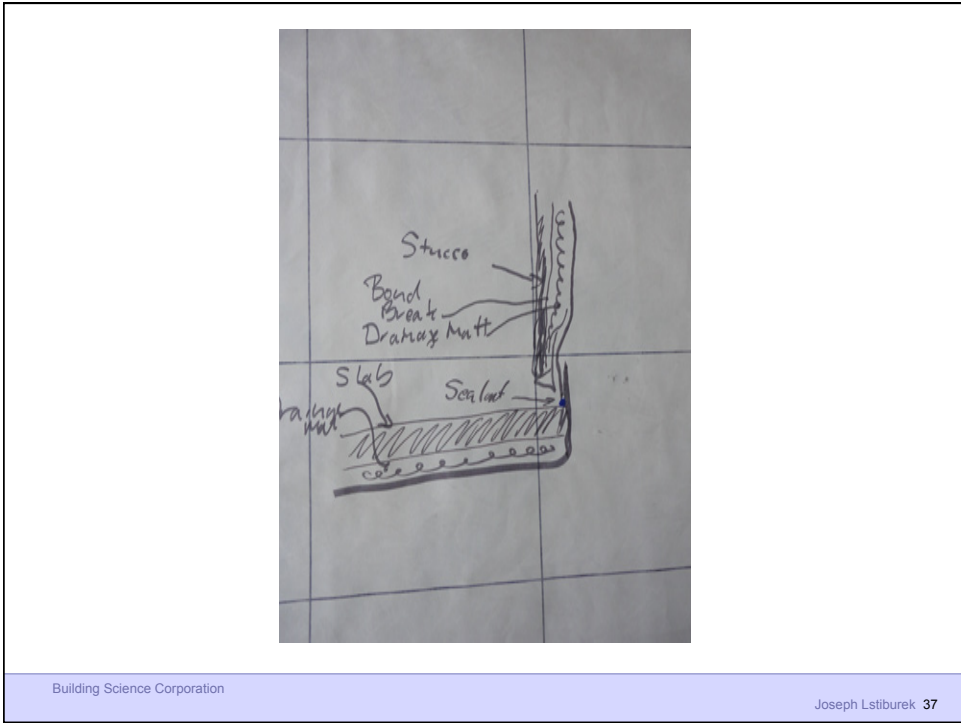 Stucco
Bond
Break
Drainage Matt
Slab
Sealant
Building Science Corporation
Joseph Lstiburek 37